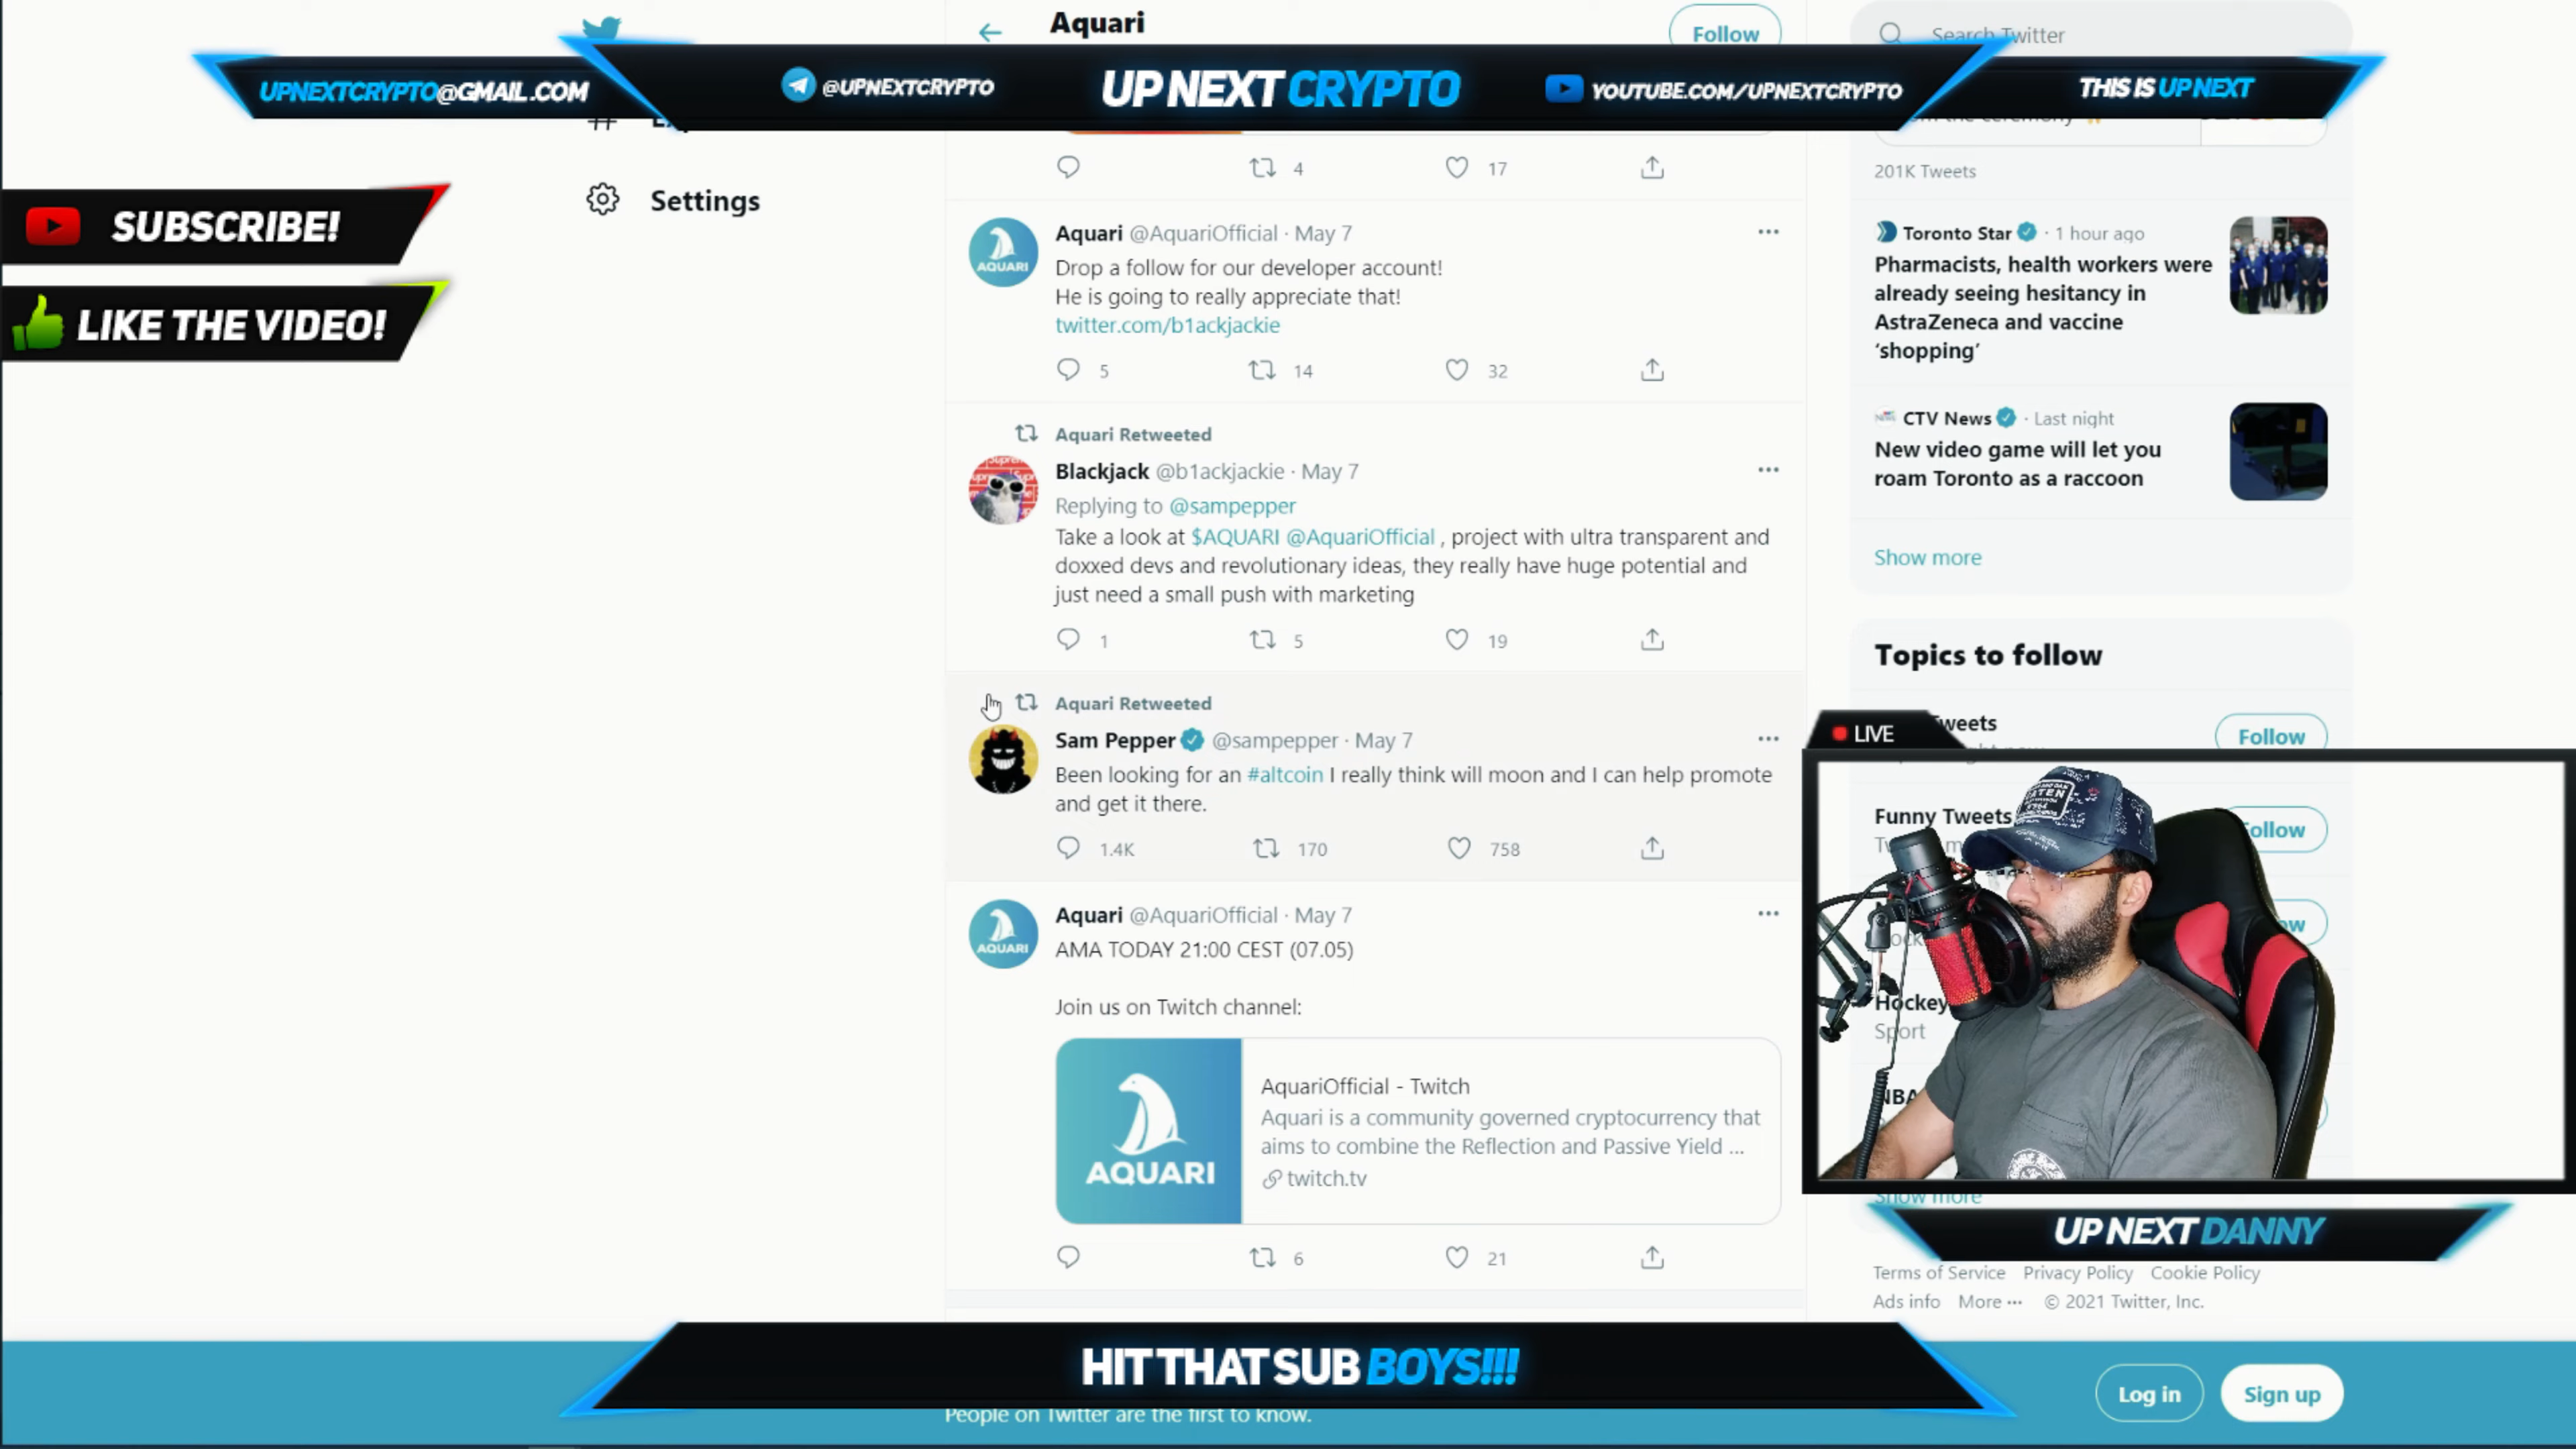 Aquari
Follow
Search Twitter
UPNEXTCRYPTO@GMAIL.COM
@UPNEXTCRYPTO
UP NEXT CRYPTO
YOUTUBE.COM/UPNEXTCRYPTO
THIS IS UP NEXT
4
17
201K Tweets
Settings
SUBSCRIBE!
LIKE THE VIDEO!
AQUARI
Aquari @AquariOfficial · May 7
Drop a follow for our developer account!
He is going to really appreciate that!
twitter.com/b1ackjackie
5
14
32
Aquari Retweeted
Blackjack @b1ackjackie · May 7
Replying to @sampepper
Take a look at $AQUARI @AquariOfficial , project with ultra transparent and
doxxed devs and revolutionary ideas, they really have huge potential and
just need a small push with marketing
1
5
19
Aquari Retweeted
Sam Pepper @sampepper · May 7
Been looking for an #altcoin I really think will moon and I can help promote
and get it there.
1.4K
170
758
AQUARI
Aquari @AquariOfficial · May 7
AMA TODAY 21:00 CEST (07.05)
Join us on Twitch channel:
AQUARI
AquariOfficial - Twitch
Aquari is a community governed cryptocurrency that
aims to combine the Reflection and Passive Yield ...
twitch.tv
6
21
Toronto Star · 1 hour ago
Pharmacists, health workers were
already seeing hesitancy in
AstraZeneca and vaccine
‘shopping’
CTV News · Last night
New video game will let you
roam Toronto as a raccoon
Show more
Topics to follow
Follow
LIVE
Funny Tweets
Hockey
Sport
NBA
Show more
UP NEXT DANNY
Terms of Service Privacy Policy Cookie Policy
Ads info More ··· © 2021 Twitter, Inc.
HIT THAT SUB BOYS!!!
People on Twitter are the first to know.
Log in
Sign up